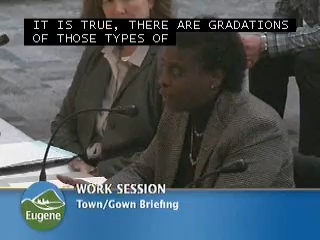 IT IS TRUE, THERE ARE GRADATIONS
OF THOSE TYPES OF
WORK SESSION
Town/Gown Briefing
Eugene